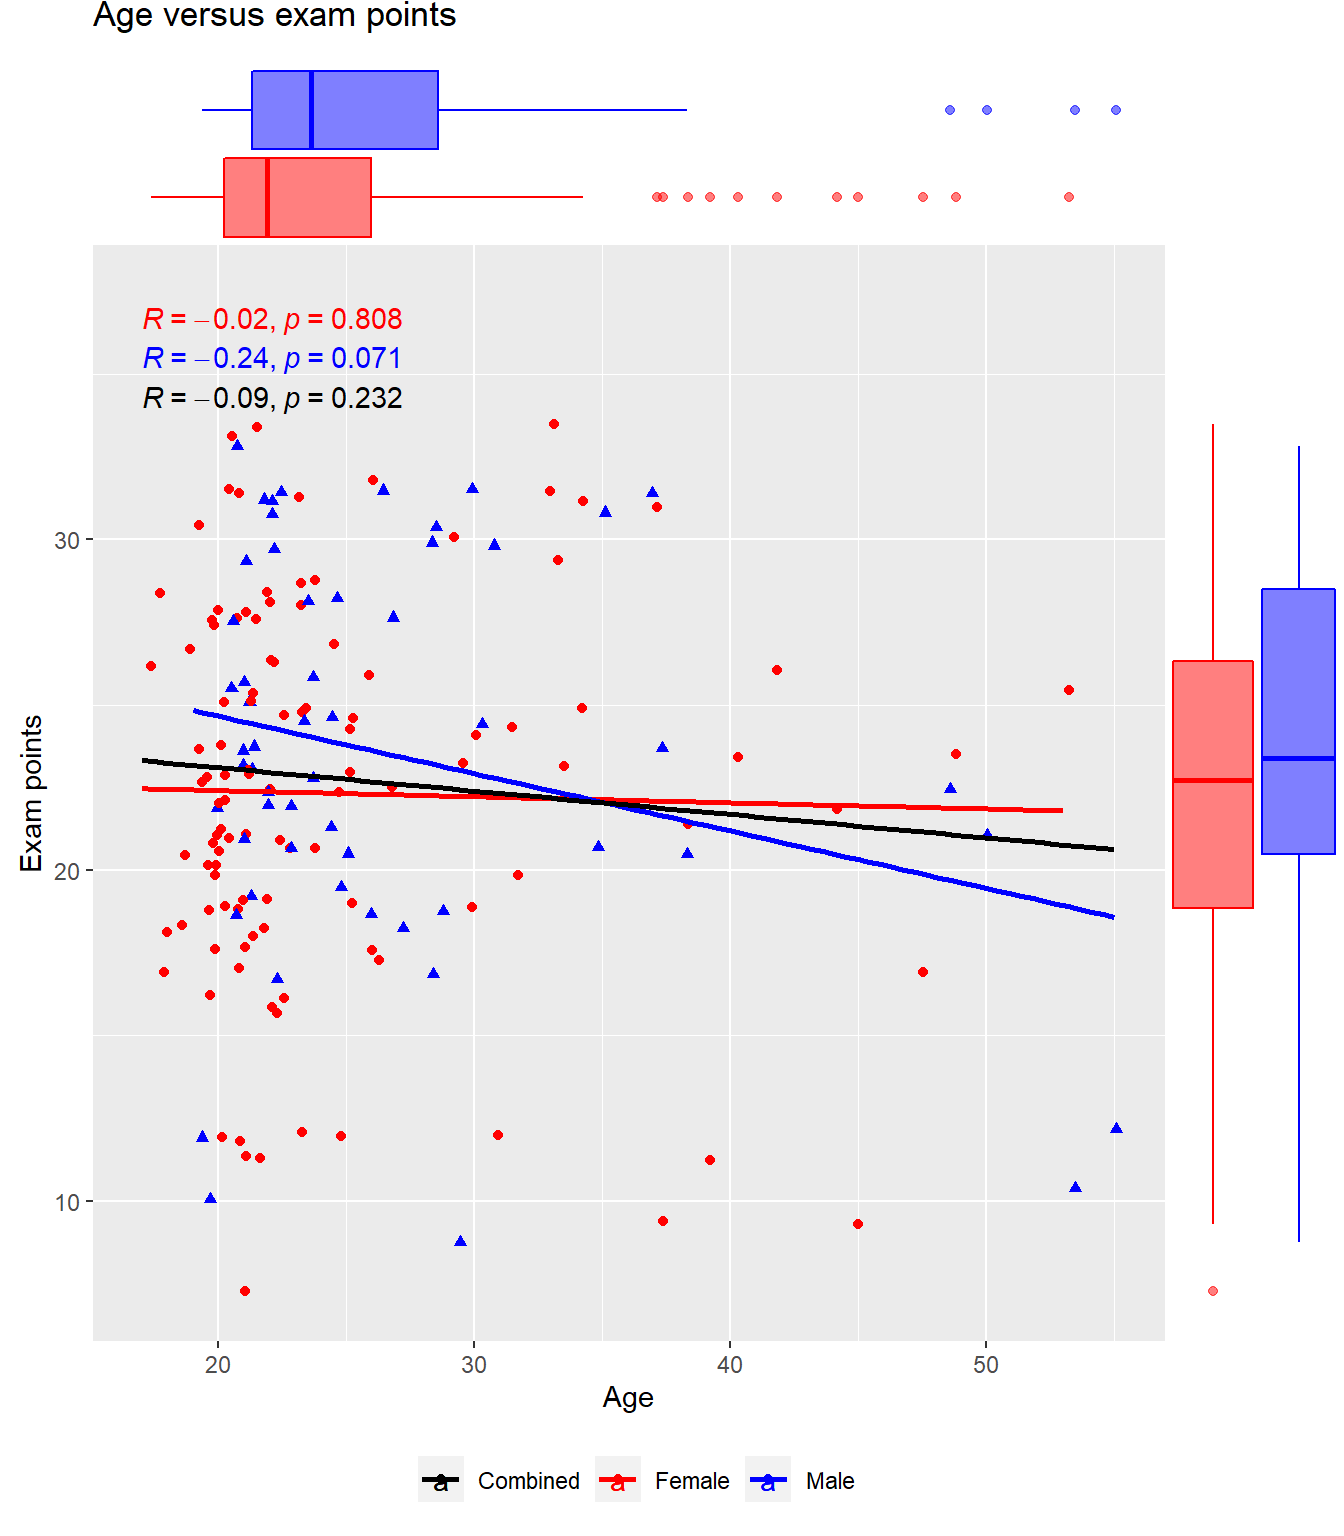 Age versus exam points
R = −0.02, p = 0.808
R = −0.24, p = 0.071
R = −0.09, p = 0.232
30
20
10
Exam points
20 30 40 50
Age
a Combined a Female a Male